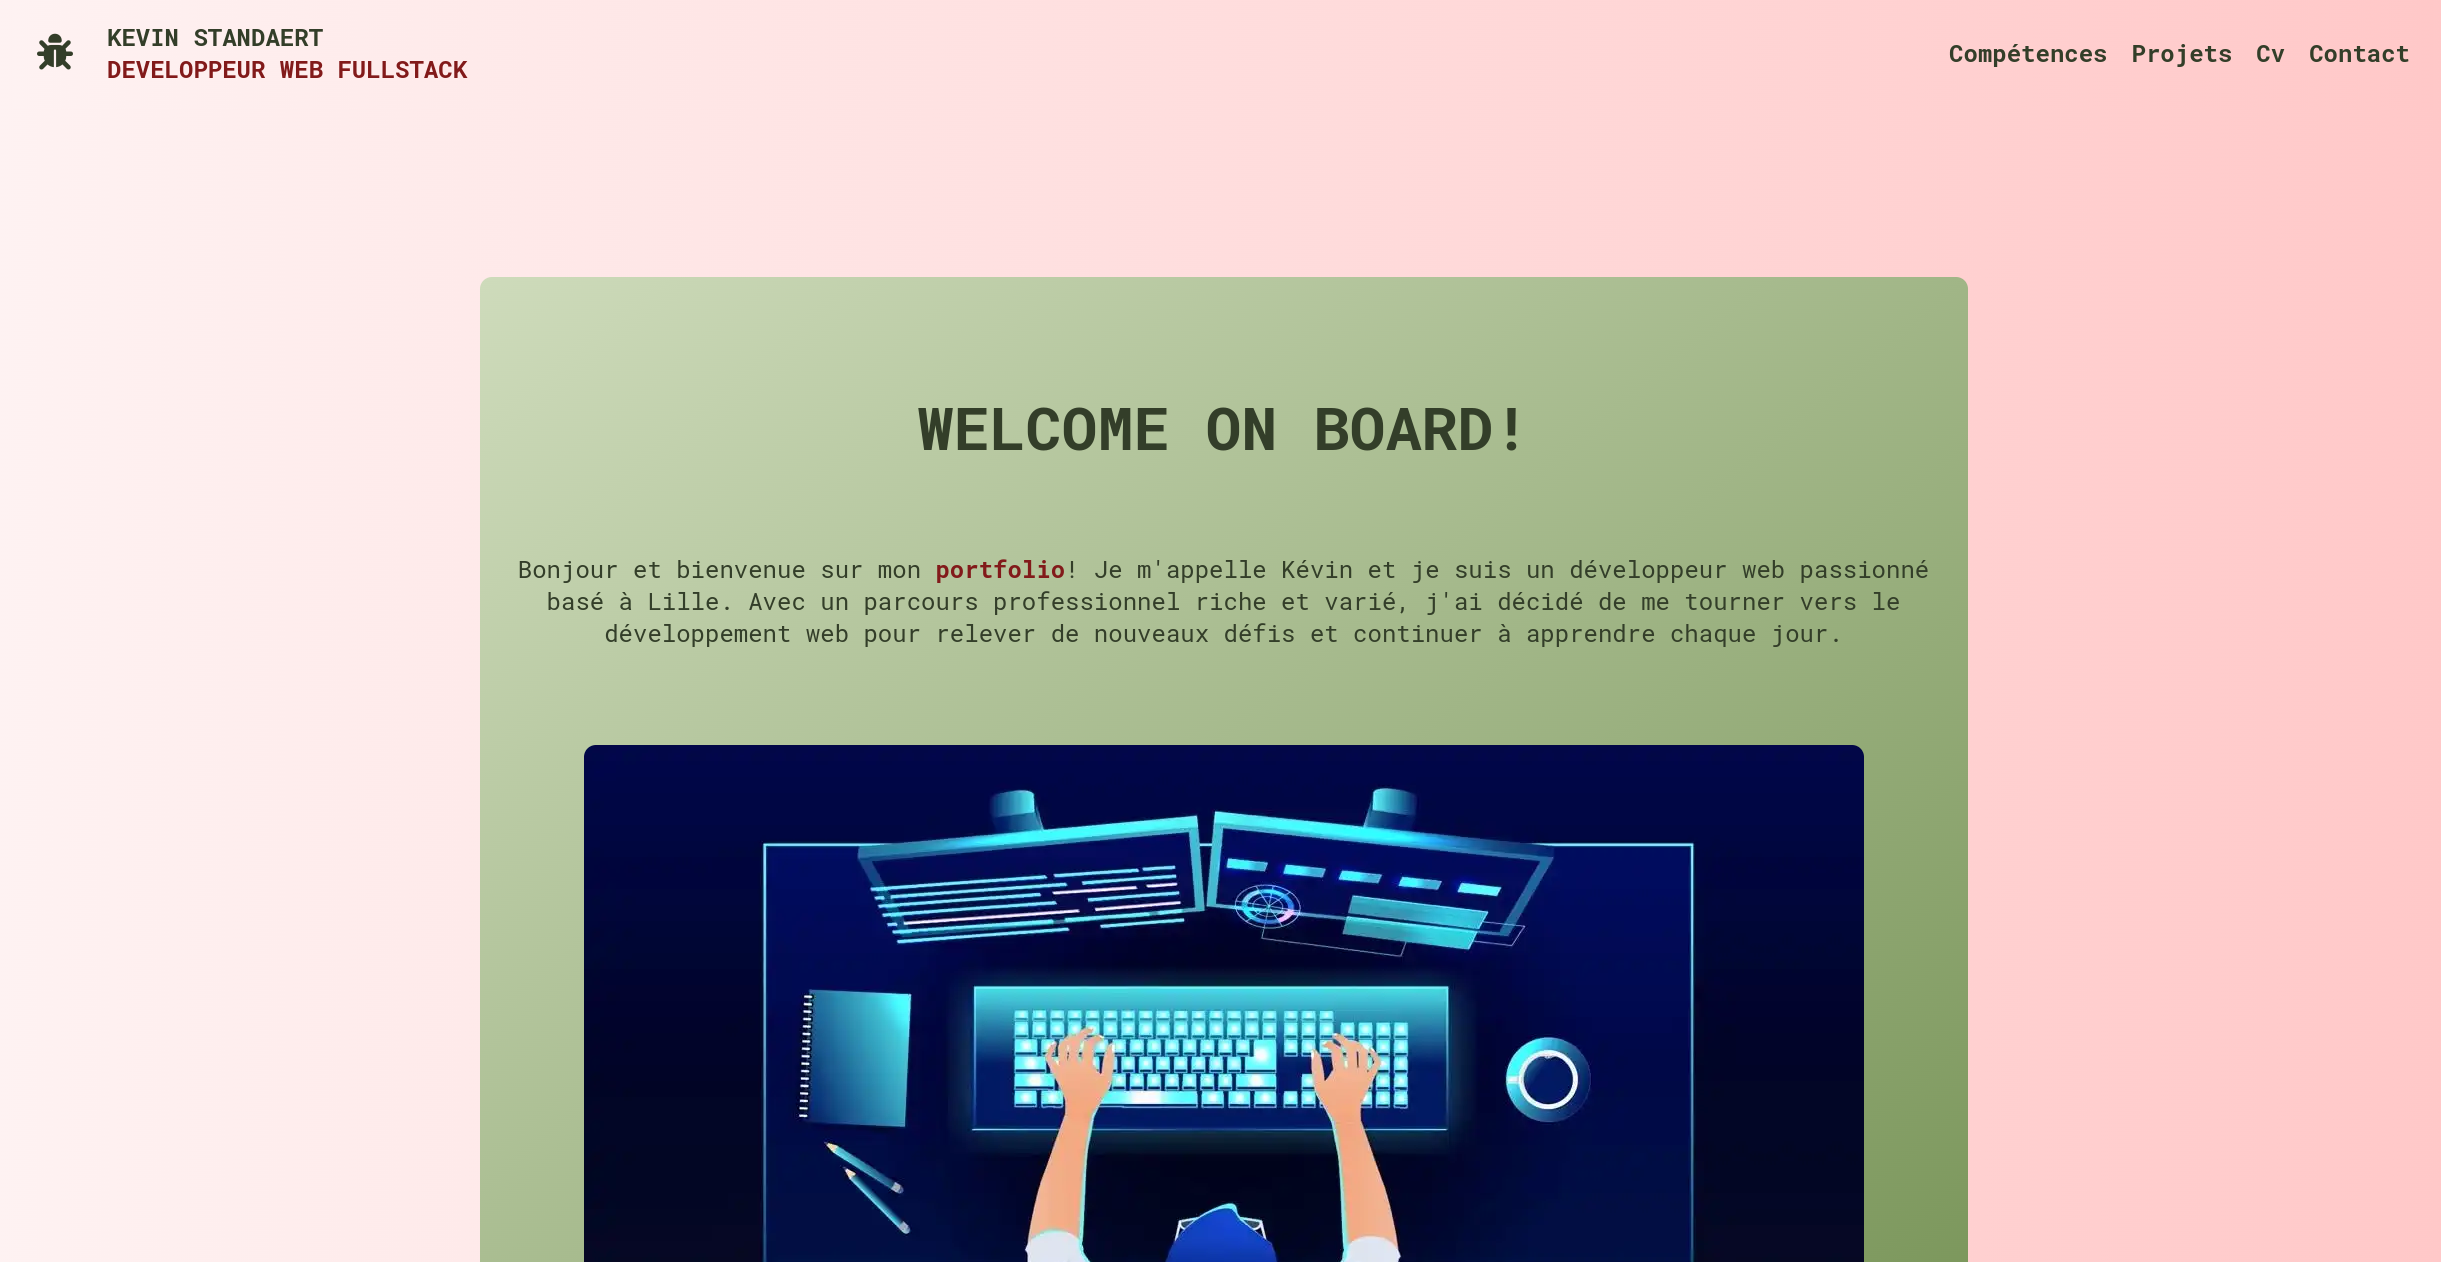 KEVIN STANDAERT
DEVELOPPEUR WEB FULLSTACK
Compétences Projets Cv Contact
WELCOME ON BOARD!
Bonjour et bienvenue sur mon portfolio! Je m'appelle Kévin et je suis un développeur web passionné
basé à Lille. Avec un parcours professionnel riche et varié, j'ai décidé de me tourner vers le
développement web pour relever de nouveaux défis et continuer à apprendre chaque jour.